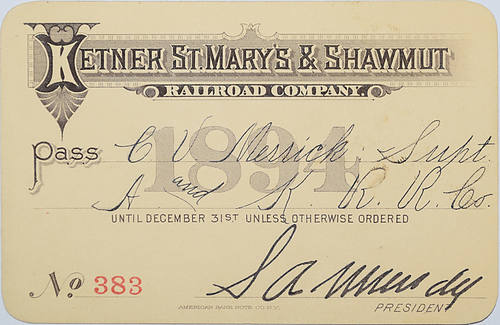 KETNER ST. MARY'S & SHAWMUT
RAILROAD COMPANY.
1894
Pass C V Merrick, Supt.
A. and K. R. R. Co.
UNTIL DECEMBER 31ST UNLESS OTHERWISE ORDERED
No. 383
AMERICAN BANK NOTE CO. N.Y.
PRESIDENT